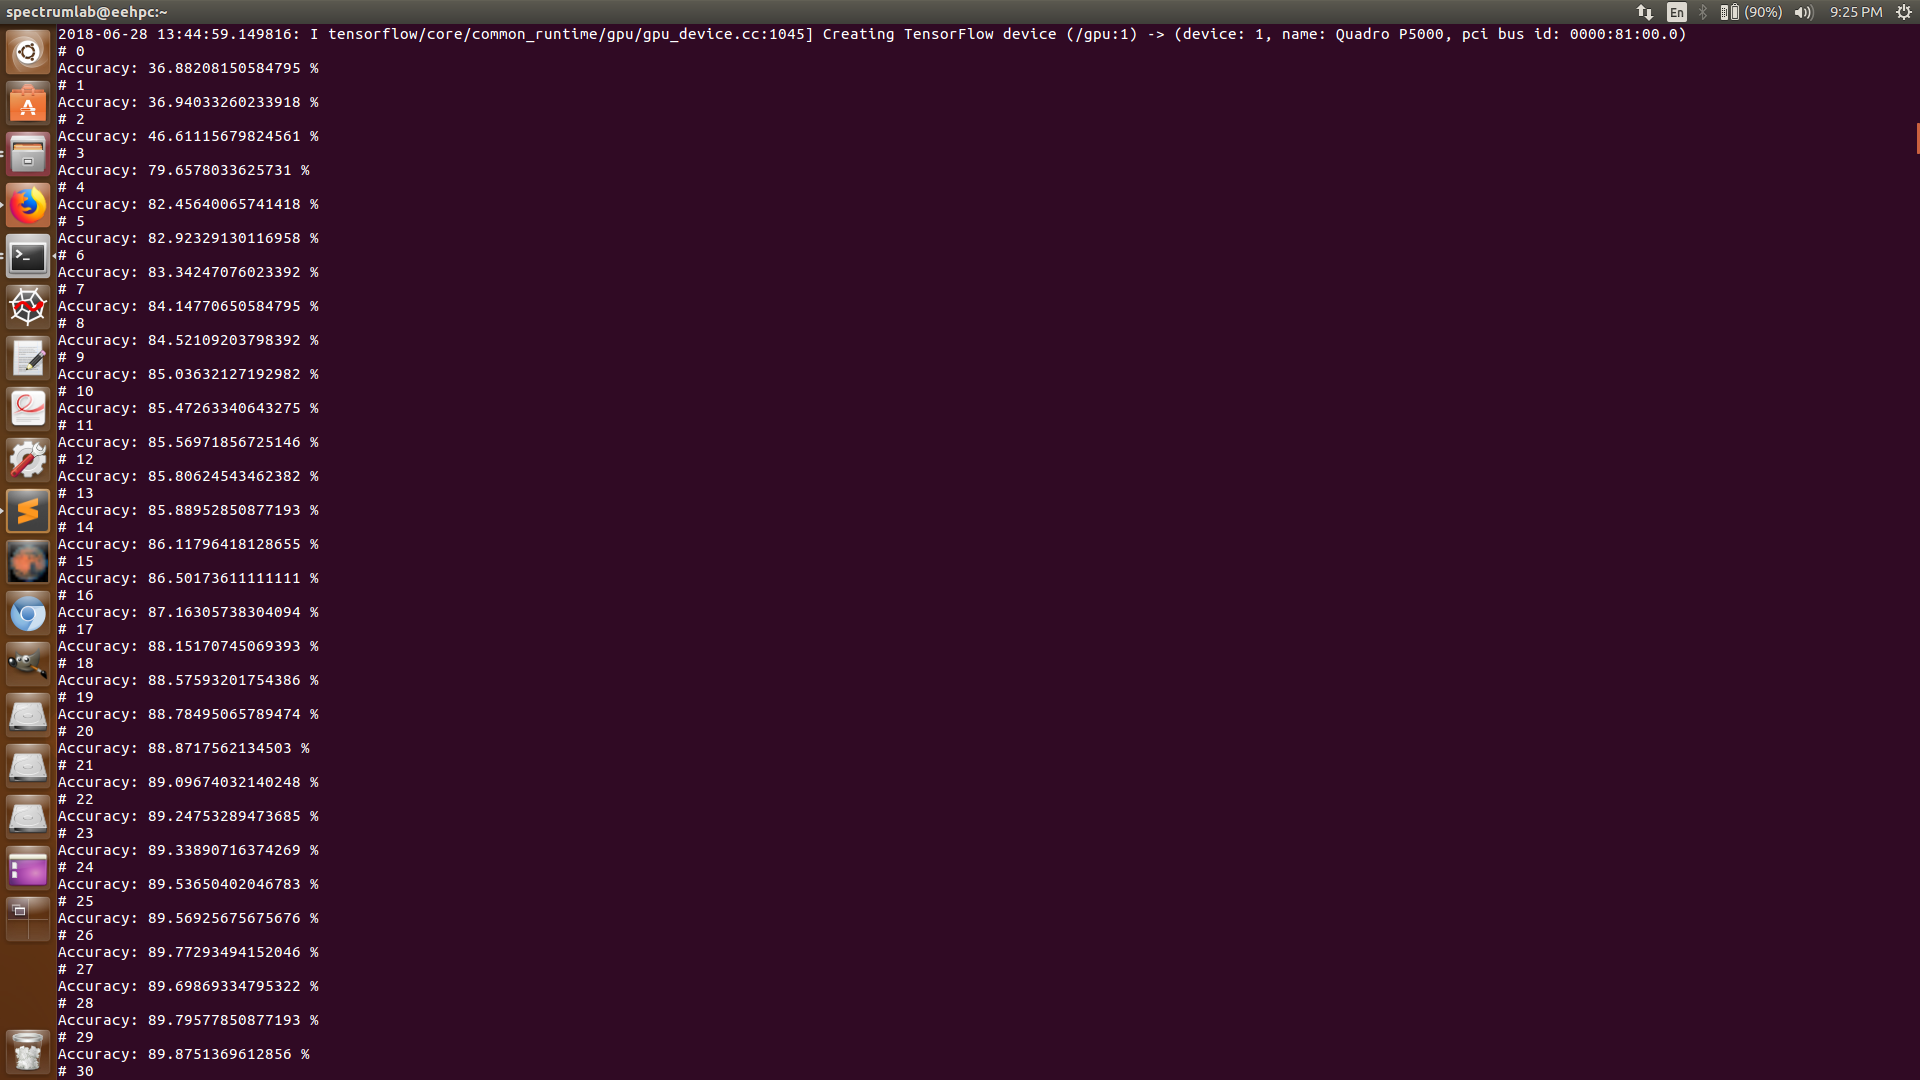 spectrumlab@eehpc:~
En
(90%)
9:25 PM
2018-06-28 13:44:59.149816: I tensorflow/core/common_runtime/gpu/gpu_device.cc:1045] Creating TensorFlow device (/gpu:1) -> (device: 1, name: Quadro P5000, pci bus id: 0000:81:00.0)
# 0
Accuracy: 36.88208150584795 %
# 1
Accuracy: 36.94033260233918 %
# 2
Accuracy: 46.61115679824561 %
# 3
Accuracy: 79.6578033625731 %
# 4
Accuracy: 82.45640065741418 %
# 5
Accuracy: 82.92329130116958 %
# 6
Accuracy: 83.34247076023392 %
# 7
Accuracy: 84.14770650584795 %
# 8
Accuracy: 84.52109203798392 %
# 9
Accuracy: 85.03632127192982 %
# 10
Accuracy: 85.47263340643275 %
# 11
Accuracy: 85.56971856725146 %
# 12
Accuracy: 85.80624543462382 %
# 13
Accuracy: 85.88952850877193 %
# 14
Accuracy: 86.11796418128655 %
# 15
Accuracy: 86.50173611111111 %
# 16
Accuracy: 87.16305738304094 %
# 17
Accuracy: 88.15170745069393 %
# 18
Accuracy: 88.57593201754386 %
# 19
Accuracy: 88.78495065789474 %
# 20
Accuracy: 88.8717562134503 %
# 21
Accuracy: 89.09674032140248 %
# 22
Accuracy: 89.24753289473685 %
# 23
Accuracy: 89.33890716374269 %
# 24
Accuracy: 89.53650402046783 %
# 25
Accuracy: 89.56925675675676 %
# 26
Accuracy: 89.77293494152046 %
# 27
Accuracy: 89.69869334795322 %
# 28
Accuracy: 89.79577850877193 %
# 29
Accuracy: 89.8751369612856 %
# 30